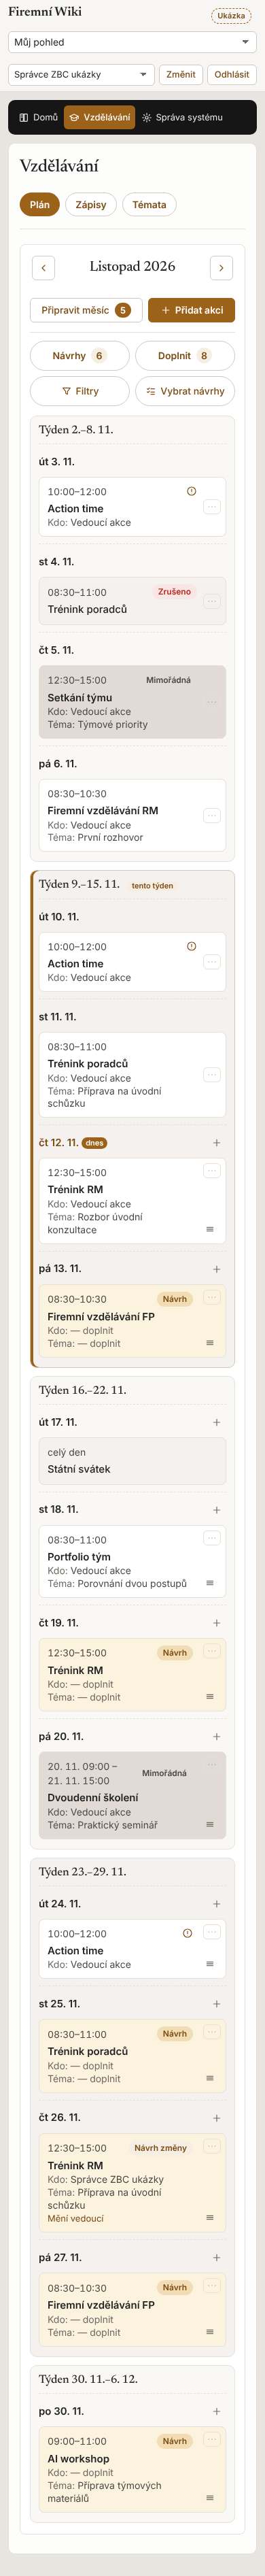 Firemní Wiki
Ukázka
Můj pohled
Správce ZBC ukázky
Změnit
Odhlásit
Domů
Vzdělávání
Správa systému
Vzdělávání
Plán
Zápisy
Témata
Listopad 2026
Připravit měsíc 5
+ Přidat akci
Návrhy 6
Doplnit 8
Filtry
Vybrat návrhy
Týden 2.–8. 11.
út 3. 11.
10:00–12:00
Action time
Kdo: Vedoucí akce
st 4. 11.
08:30–11:00
Zrušeno
Trénink poradců
čt 5. 11.
12:30–15:00
Mimořádná
Setkání týmu
Kdo: Vedoucí akce
Téma: Týmové priority
pá 6. 11.
08:30–10:30
Firemní vzdělávání RM
Kdo: Vedoucí akce
Téma: První rozhovor
Týden 9.–15. 11.
tento týden
út 10. 11.
10:00–12:00
Action time
Kdo: Vedoucí akce
st 11. 11.
08:30–11:00
Trénink poradců
Kdo: Vedoucí akce
Téma: Příprava na úvodní
schůzku
čt 12. 11. dnes
12:30–15:00
Trénink RM
Kdo: Vedoucí akce
Téma: Rozbor úvodní
konzultace
pá 13. 11.
08:30–10:30
Návrh
Firemní vzdělávání FP
Kdo: — doplnit
Téma: — doplnit
Týden 16.–22. 11.
út 17. 11.
celý den
Státní svátek
st 18. 11.
08:30–11:00
Portfolio tým
Kdo: Vedoucí akce
Téma: Porovnání dvou postupů
čt 19. 11.
12:30–15:00
Návrh
Trénink RM
Kdo: — doplnit
Téma: — doplnit
pá 20. 11.
20. 11. 09:00 –
21. 11. 15:00
Mimořádná
Dvoudenní školení
Kdo: Vedoucí akce
Téma: Praktický seminář
Týden 23.–29. 11.
út 24. 11.
10:00–12:00
Action time
Kdo: Vedoucí akce
st 25. 11.
08:30–11:00
Návrh
Trénink poradců
Kdo: — doplnit
Téma: — doplnit
čt 26. 11.
12:30–15:00
Návrh změny
Trénink RM
Kdo: Správce ZBC ukázky
Téma: Příprava na úvodní
schůzku
Mění vedoucí
pá 27. 11.
08:30–10:30
Návrh
Firemní vzdělávání FP
Kdo: — doplnit
Téma: — doplnit
Týden 30. 11.–6. 12.
po 30. 11.
09:00–11:00
Návrh
AI workshop
Kdo: — doplnit
Téma: Příprava týmových
materiálů